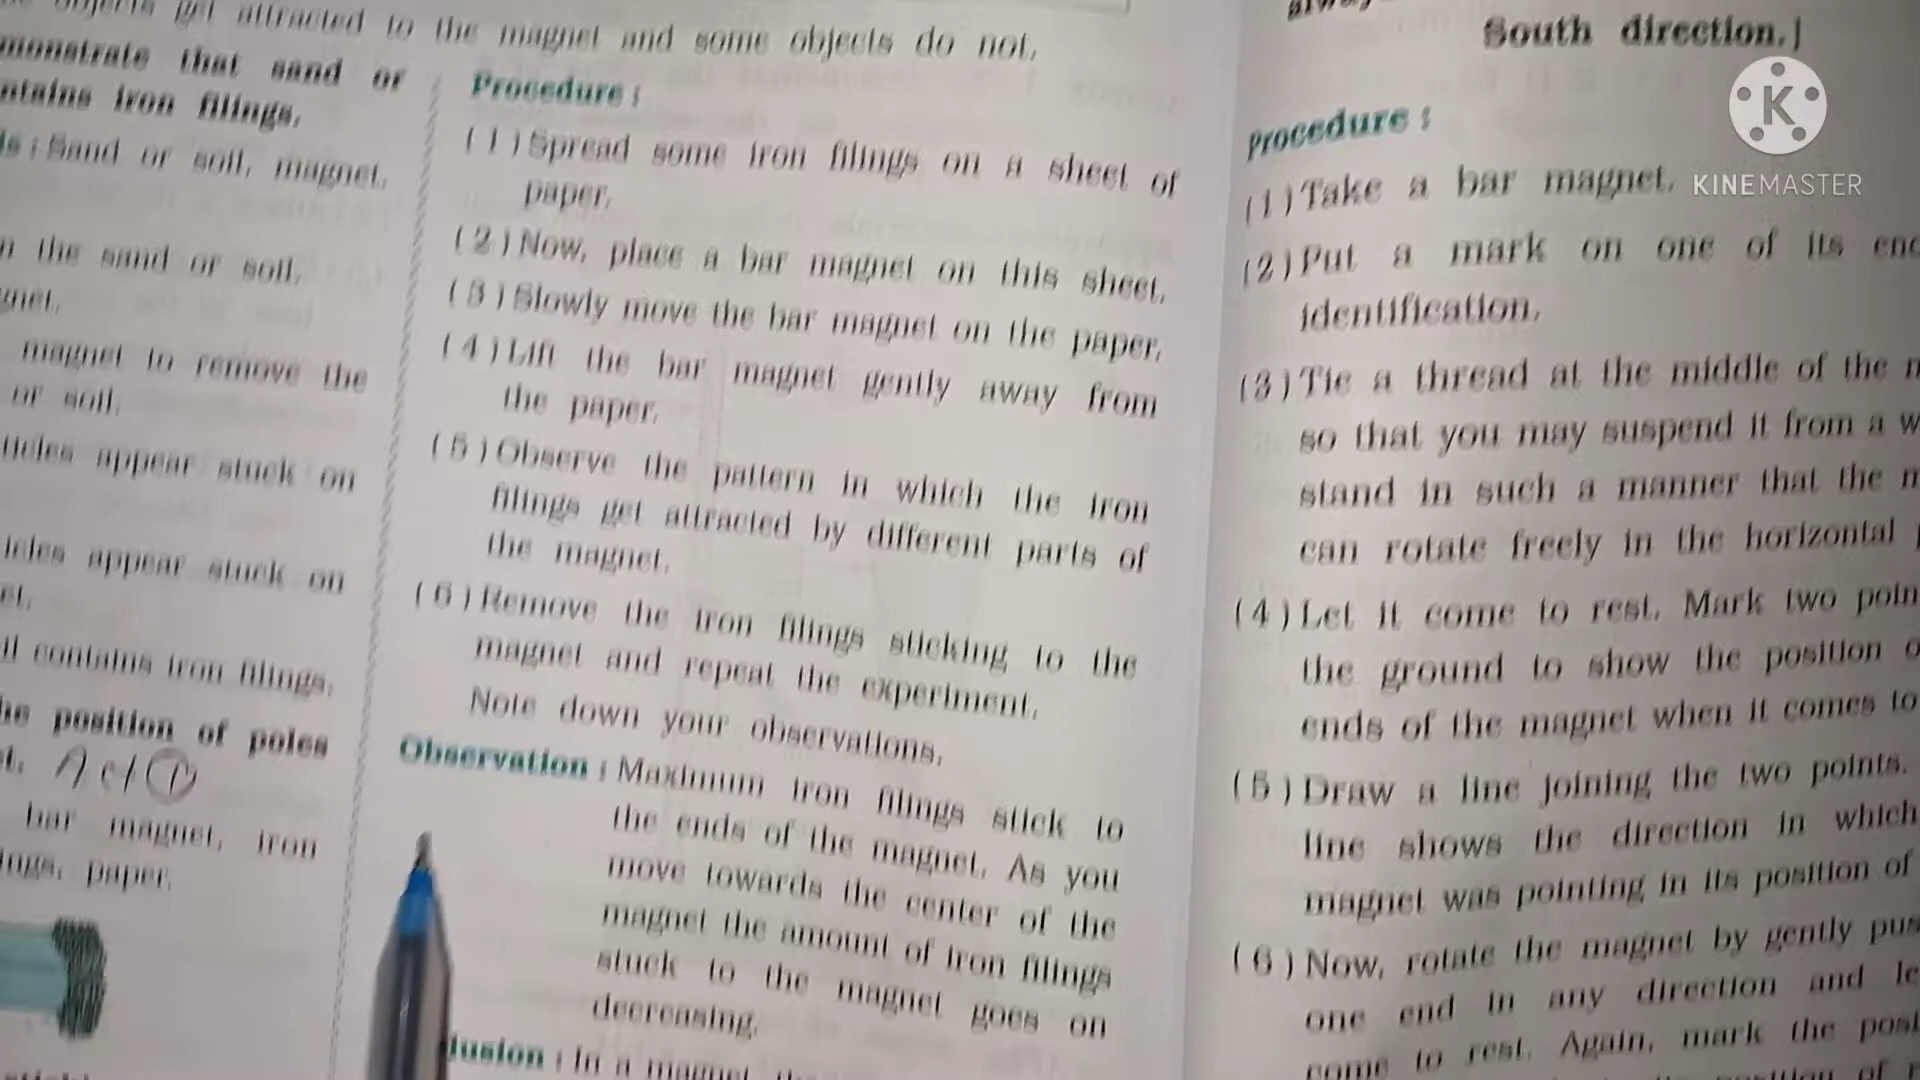 objects get attracted to the magnet and some objects do not.
monstrate that sand or
ntains iron filings.
ls : Sand or soil, magnet.
n the sand or soil.
gnet.
magnet to remove the
or soil.
ticles appear stuck on
icles appear stuck on
et.
il contains iron filings.
he position of poles
t. Act ①
bar magnet, iron
ings, paper.
Procedure :
(1) Spread some iron filings on a sheet of
paper.
(2) Now, place a bar magnet on this sheet.
(3) Slowly move the bar magnet on the paper.
(4) Lift the bar magnet gently away from
the paper.
(5) Observe the pattern in which the iron
filings get attracted by different parts of
the magnet.
(6) Remove the iron filings sticking to the
magnet and repeat the experiment.
Note down your observations.
Observation : Maximum iron filings stick to
the ends of the magnet. As you
move towards the center of the
magnet the amount of iron filings
stuck to the magnet goes on
decreasing.
lusion : In a magnet,
South direction.]
Procedure :
(1) Take a bar magnet.
(2) Put a mark on one of its
identification.
(3) Tie a thread at the middle of the
so that you may suspend it from a
stand in such a manner that the
can rotate freely in the horizontal
(4) Let it come to rest. Mark two
the ground to show the position
ends of the magnet when it comes to
(5) Draw a line joining the two points.
line shows the direction in which
magnet was pointing in its position of
(6) Now, rotate the magnet by gently
one end in any direction and
come to rest. Again, mark the
K
KINEMASTER